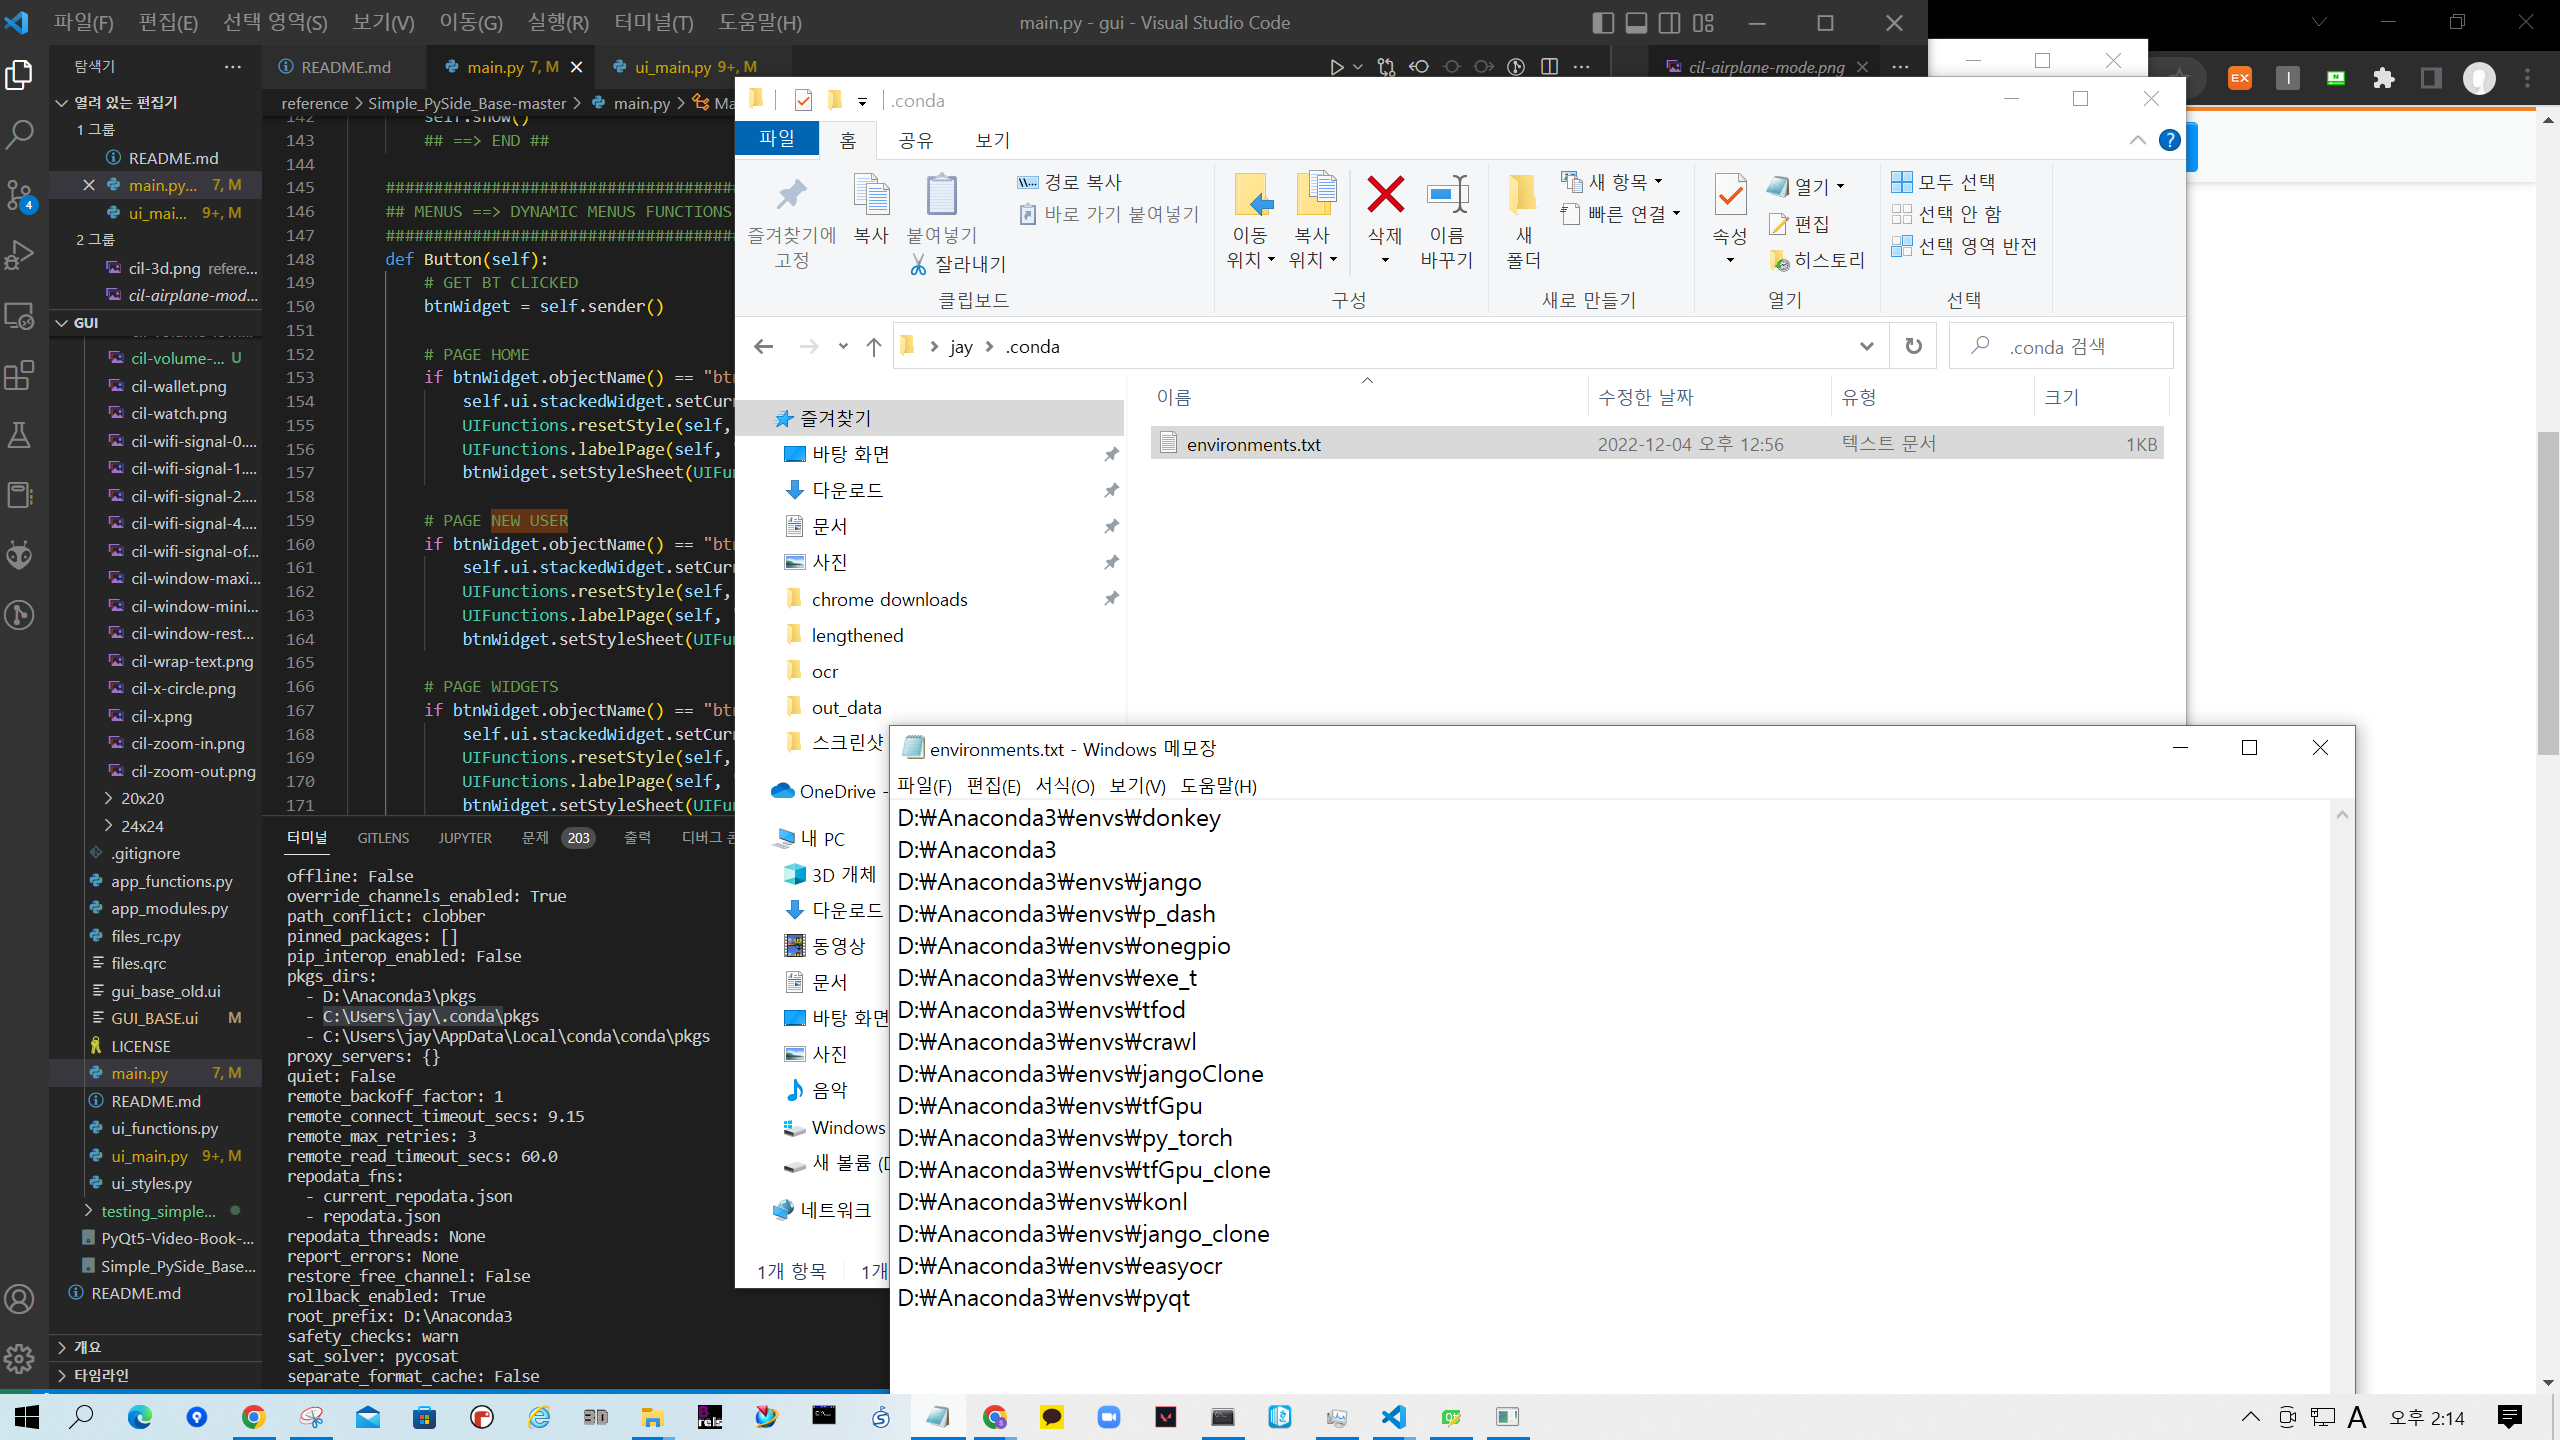 파일(F) 편집(E) 선택 영역(S) 보기(V) 이동(G) 실행(R) 터미널(T) 도움말(H)
main.py - gui - Visual Studio Code
탐색기
README.md
main.py 7, M
ui_main.py 9+, M
cil-airplane-mode.png
열려 있는 편집기
1 그룹
README.md
main.py... 7, M
ui_mai... 9+, M
2 그룹
cil-3d.png refere...
cil-airplane-mod...
GUI
cil-volume-... U
cil-wallet.png
cil-watch.png
cil-wifi-signal-0....
cil-wifi-signal-1....
cil-wifi-signal-2....
cil-wifi-signal-4....
cil-wifi-signal-of...
cil-window-maxi...
cil-window-mini...
cil-window-rest...
cil-wrap-text.png
cil-x-circle.png
cil-x.png
cil-zoom-in.png
cil-zoom-out.png
20x20
24x24
.gitignore
app_functions.py
app_modules.py
files_rc.py
files.qrc
gui_base_old.ui
GUI_BASE.ui M
LICENSE
main.py 7, M
README.md
ui_functions.py
ui_main.py 9+, M
ui_styles.py
testing_simple...
PyQt5-Video-Book-...
Simple_PySide_Base...
README.md
개요
타임라인
4
reference > Simple_PySide_Base-master > main.py > Ma
142 self.show()
143 ## ==> END ##
144
145 ####################################
146 ## MENUS ==> DYNAMIC MENUS FUNCTIONS
147 ####################################
148 def Button(self):
149 # GET BT CLICKED
150 btnWidget = self.sender()
151
152 # PAGE HOME
153 if btnWidget.objectName() == "btn
154 self.ui.stackedWidget.setCurr
155 UIFunctions.resetStyle(self,
156 UIFunctions.labelPage(self, "
157 btnWidget.setStyleSheet(UIFun
158
159 # PAGE NEW USER
160 if btnWidget.objectName() == "btn
161 self.ui.stackedWidget.setCurr
162 UIFunctions.resetStyle(self,
163 UIFunctions.labelPage(self, "
164 btnWidget.setStyleSheet(UIFun
165
166 # PAGE WIDGETS
167 if btnWidget.objectName() == "btn
168 self.ui.stackedWidget.setCurr
169 UIFunctions.resetStyle(self,
170 UIFunctions.labelPage(self, "
171 btnWidget.setStyleSheet(UIFun
터미널 GITLENS JUPYTER 문제 203 출력 디버그 콘
offline: False
override_channels_enabled: True
path_conflict: clobber
pinned_packages: []
pip_interop_enabled: False
pkgs_dirs:
- D:\Anaconda3\pkgs
- C:\Users\jay\.conda\pkgs
- C:\Users\jay\AppData\Local\conda\conda\pkgs
proxy_servers: {}
quiet: False
remote_backoff_factor: 1
remote_connect_timeout_secs: 9.15
remote_max_retries: 3
remote_read_timeout_secs: 60.0
repodata_fns:
- current_repodata.json
- repodata.json
repodata_threads: None
report_errors: None
restore_free_channel: False
rollback_enabled: True
root_prefix: D:\Anaconda3
safety_checks: warn
sat_solver: pycosat
separate_format_cache: False
.conda
파일 홈 공유 보기
즐겨찾기에 고정
복사
붙여넣기
경로 복사
바로 가기 붙여넣기
잘라내기
클립보드
이동 위치
복사 위치
삭제
이름 바꾸기
구성
새 폴더
새 항목
빠른 연결
새로 만들기
속성
열기
편집
히스토리
열기
모두 선택
선택 안 함
선택 영역 반전
선택
> jay > .conda
.conda 검색
즐겨찾기
바탕 화면
다운로드
문서
사진
chrome downloads
lengthened
ocr
out_data
스크린샷
OneDrive -
내 PC
3D 개체
다운로드
동영상
문서
바탕 화면
사진
음악
Windows
새 볼륨 (D
네트워크
1개 항목 1개
이름 수정한 날짜 유형 크기
environments.txt 2022-12-04 오후 12:56 텍스트 문서 1KB
environments.txt - Windows 메모장
파일(F) 편집(E) 서식(O) 보기(V) 도움말(H)
D:₩Anaconda3₩envs₩donkey
D:₩Anaconda3
D:₩Anaconda3₩envs₩jango
D:₩Anaconda3₩envs₩p_dash
D:₩Anaconda3₩envs₩onegpio
D:₩Anaconda3₩envs₩exe_t
D:₩Anaconda3₩envs₩tfod
D:₩Anaconda3₩envs₩crawl
D:₩Anaconda3₩envs₩jangoClone
D:₩Anaconda3₩envs₩tfGpu
D:₩Anaconda3₩envs₩py_torch
D:₩Anaconda3₩envs₩tfGpu_clone
D:₩Anaconda3₩envs₩konl
D:₩Anaconda3₩envs₩jango_clone
D:₩Anaconda3₩envs₩easyocr
D:₩Anaconda3₩envs₩pyqt
EX
A 오후 2:14